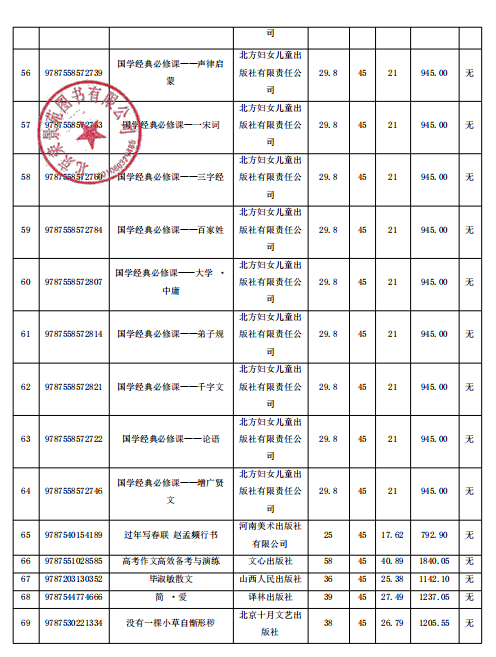 司
56 9787558572739 国学经典必修课——声律启蒙 北方妇女儿童出版社有限责任公司 29.8 45 21 945.00 无
57 国学经典必修课——宋词 北方妇女儿童出版社有限责任公司 29.8 45 21 945.00 无
58 9787558572760 国学经典必修课——三字经 北方妇女儿童出版社有限责任公司 29.8 45 21 945.00 无
59 9787558572784 国学经典必修课——百家姓 北方妇女儿童出版社有限责任公司 29.8 45 21 945.00 无
60 9787558572807 国学经典必修课——大学 ·中庸 北方妇女儿童出版社有限责任公司 29.8 45 21 945.00 无
61 9787558572814 国学经典必修课——弟子规 北方妇女儿童出版社有限责任公司 29.8 45 21 945.00 无
62 9787558572821 国学经典必修课——千字文 北方妇女儿童出版社有限责任公司 29.8 45 21 945.00 无
63 9787558572722 国学经典必修课——论语 北方妇女儿童出版社有限责任公司 29.8 45 21 945.00 无
64 9787558572746 国学经典必修课——增广贤文 北方妇女儿童出版社有限责任公司 29.8 45 21 945.00 无
65 9787540154189 过年写春联 赵孟頫行书 河南美术出版社有限公司 25 45 17.62 792.90 无
66 9787551028585 高考作文高效备考与演练 文心出版社 58 45 40.89 1840.05 无
67 9787203130352 毕淑敏散文 山西人民出版社 36 45 25.38 1142.10 无
68 9787544774666 简 ·爱 译林出版社 39 45 27.49 1237.05 无
69 9787530221334 没有一棵小草自惭形秽 北京十月文艺出版社 38 45 26.79 1205.55 无
图书有限公司